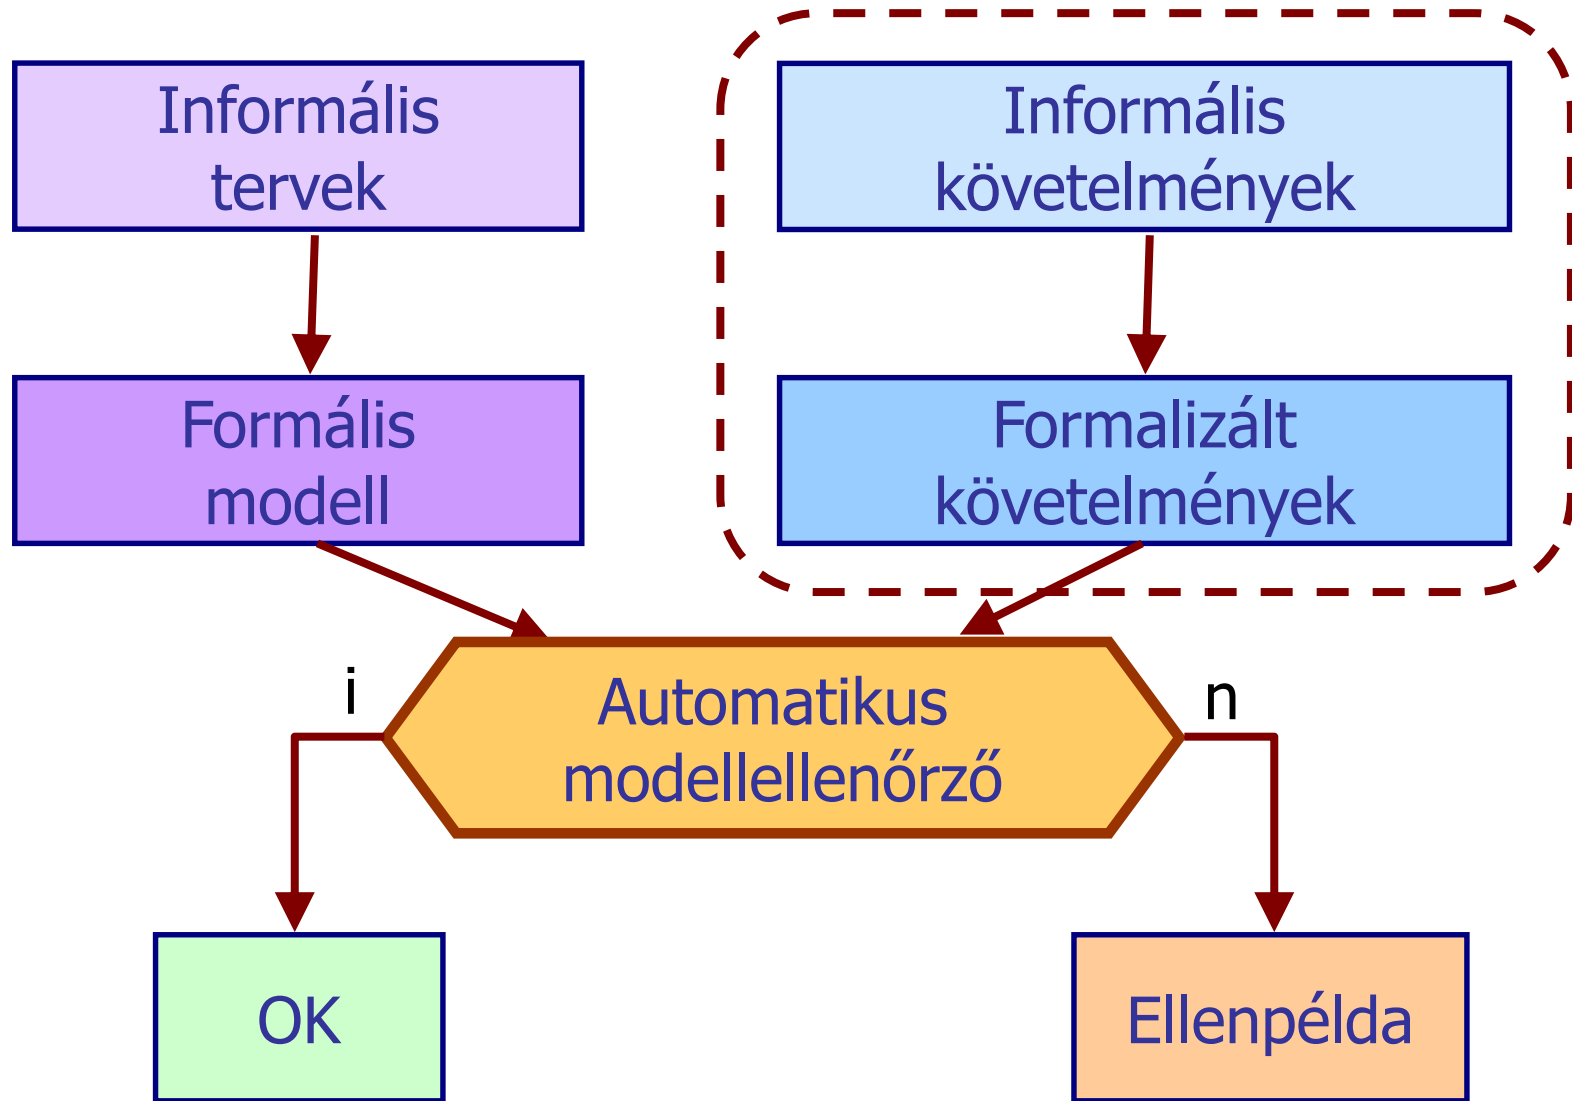 Informális
tervek
Informális
követelmények
Formális
modell
Formalizált
követelmények
i
Automatikus
modellellenőrző
n
OK
Ellenpélda